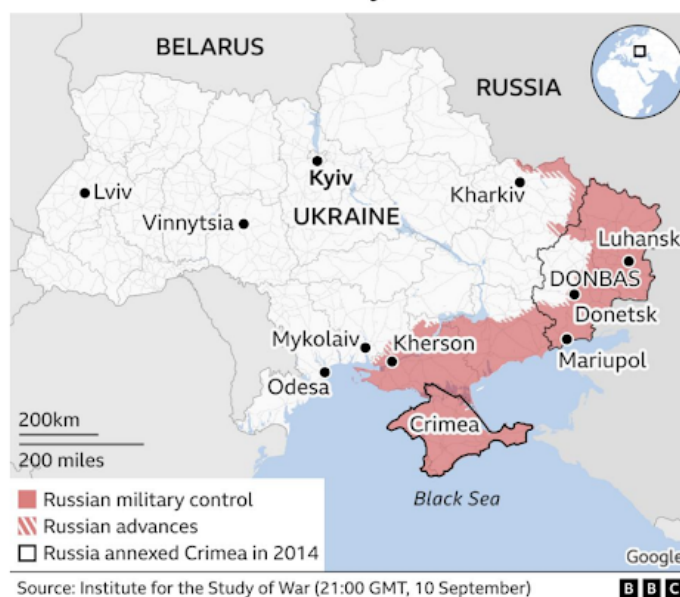 BELARUS
RUSSIA
Kyiv
Lviv
Kharkiv
Vinnytsia
UKRAINE
Luhansk
DONBAS
Donetsk
Mykolaiv
Kherson
Mariupol
Odesa
200km
200 miles
Crimea
Black Sea
Russian military control
Russian advances
Russia annexed Crimea in 2014
Google
Source: Institute for the Study of War (21:00 GMT, 10 September)
BBC